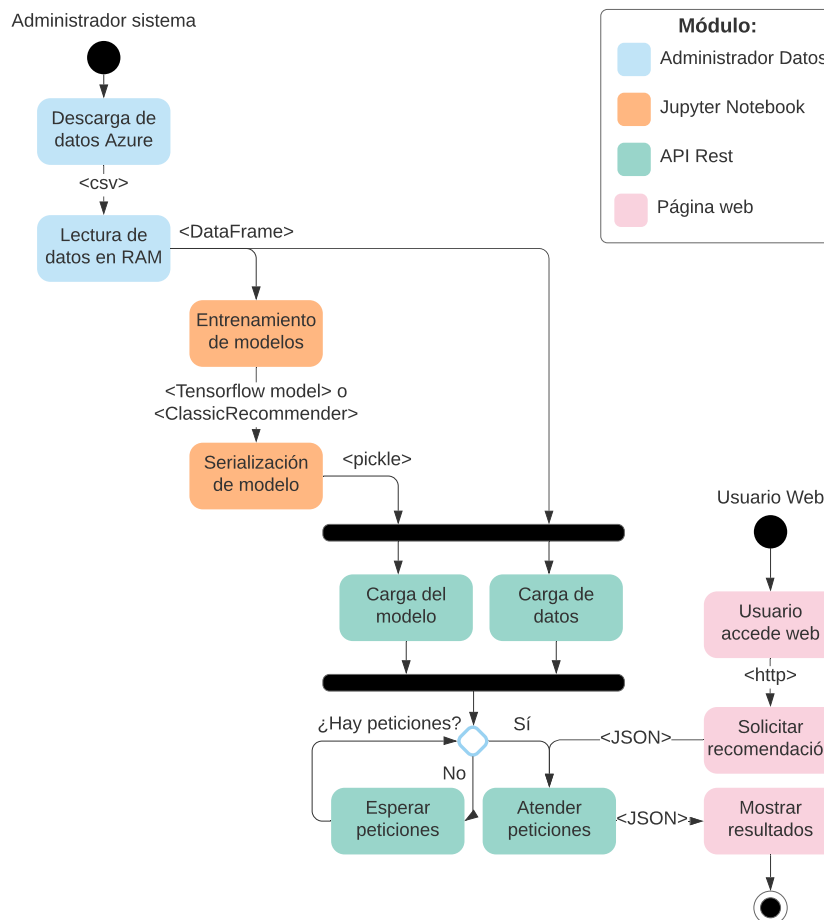 Administrador sistema
Módulo:
Administrador Datos
Jupyter Notebook
API Rest
Página web
Descarga de
datos Azure
<csv>
Lectura de
datos en RAM
<DataFrame>
Entrenamiento
de modelos
<Tensorflow model> o
<ClassicRecommender>
Serialización
de modelo
<pickle>
Usuario Web
Carga del
modelo
Carga de
datos
Usuario
accede web
<http>
¿Hay peticiones?
Sí
No
<JSON>
Solicitar
recomendación
Esperar
peticiones
Atender
peticiones
<JSON>
Mostrar
resultados